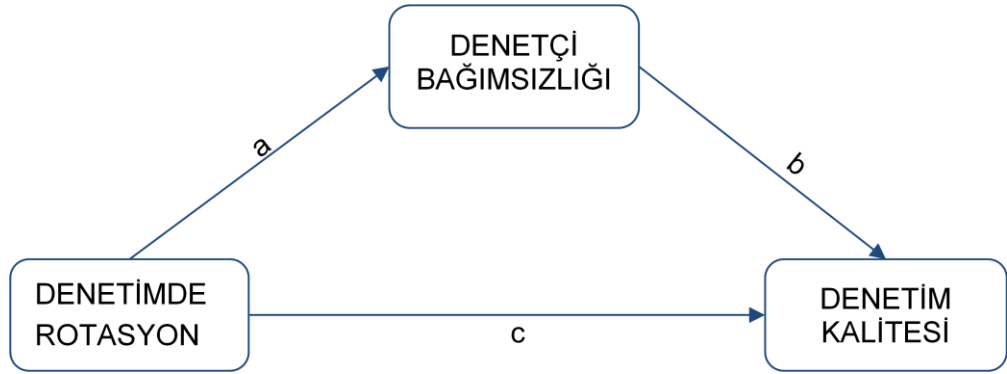 DENETÇİ
BAĞIMSIZLIĞI
a
b
DENETİMDE
ROTASYON
c
DENETİM
KALİTESİ